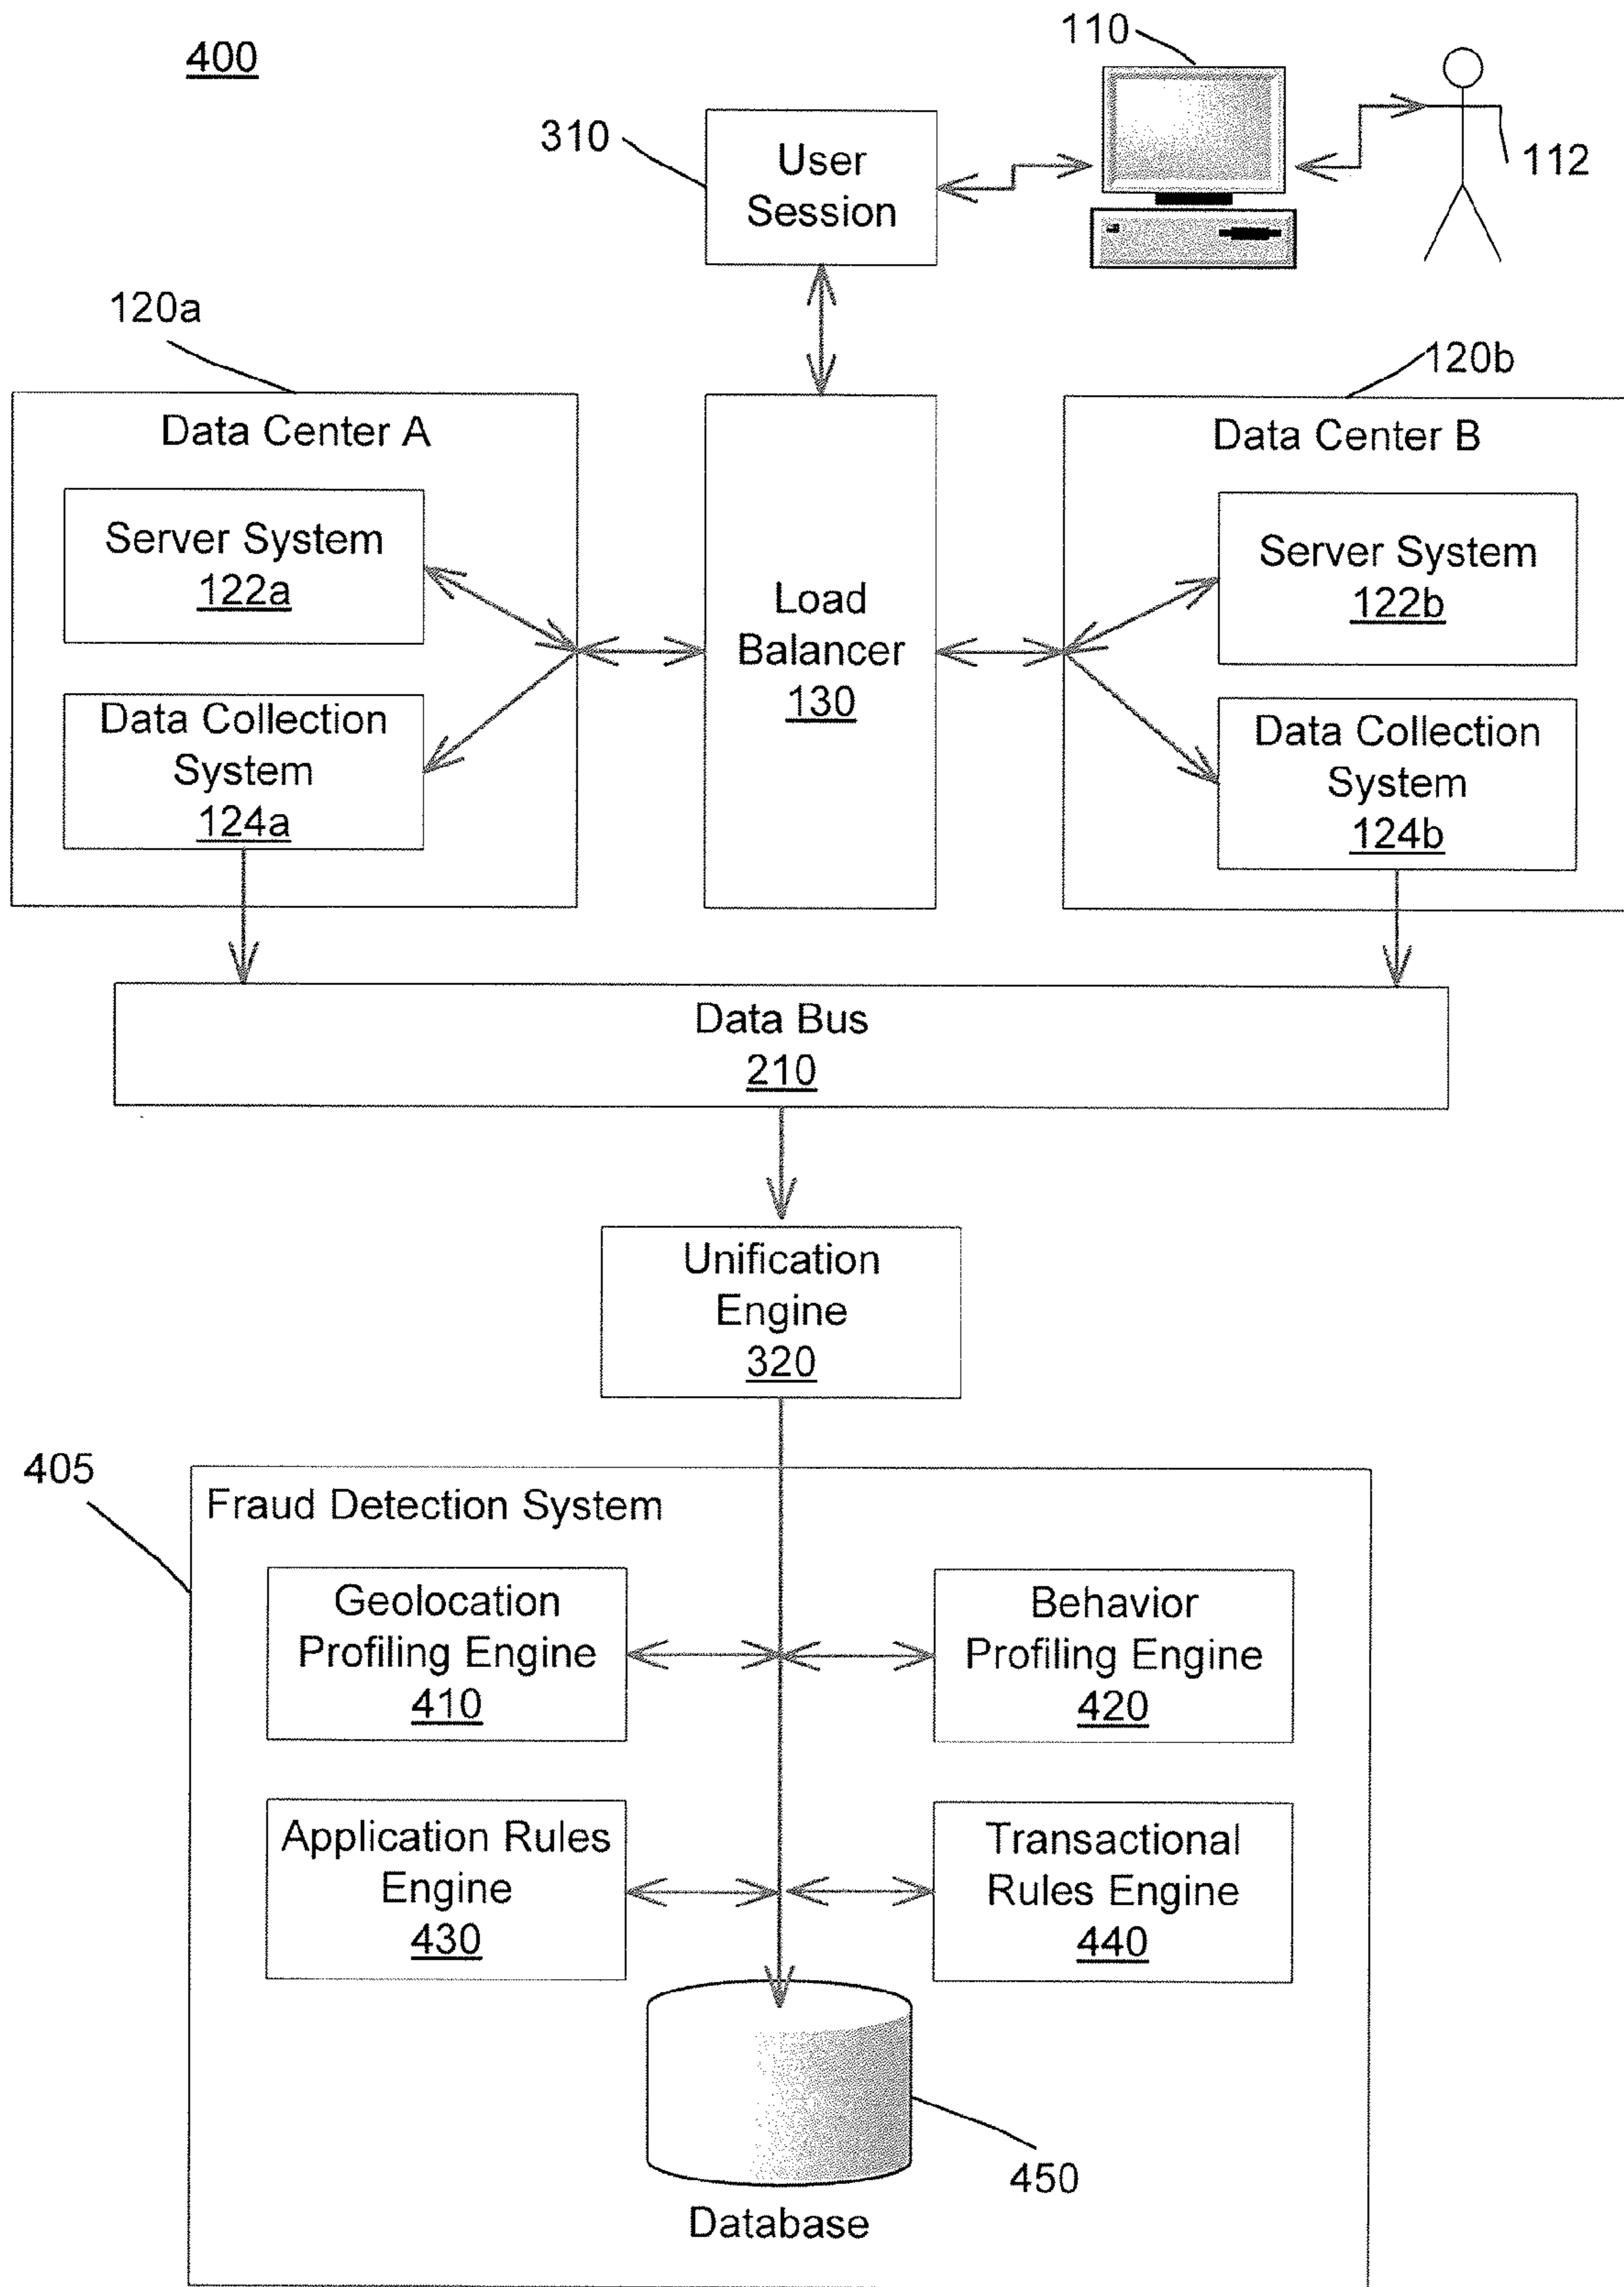 400
110
310
User
Session
112
120a
120b
Data Center A
Server System
122a
Data Collection
System
124a
Load
Balancer
130
Data Center B
Server System
122b
Data Collection
System
124b
Data Bus
210
Unification
Engine
320
405
Fraud Detection System
Geolocation
Profiling Engine
410
Behavior
Profiling Engine
420
Application Rules
Engine
430
Transactional
Rules Engine
440
450
Database